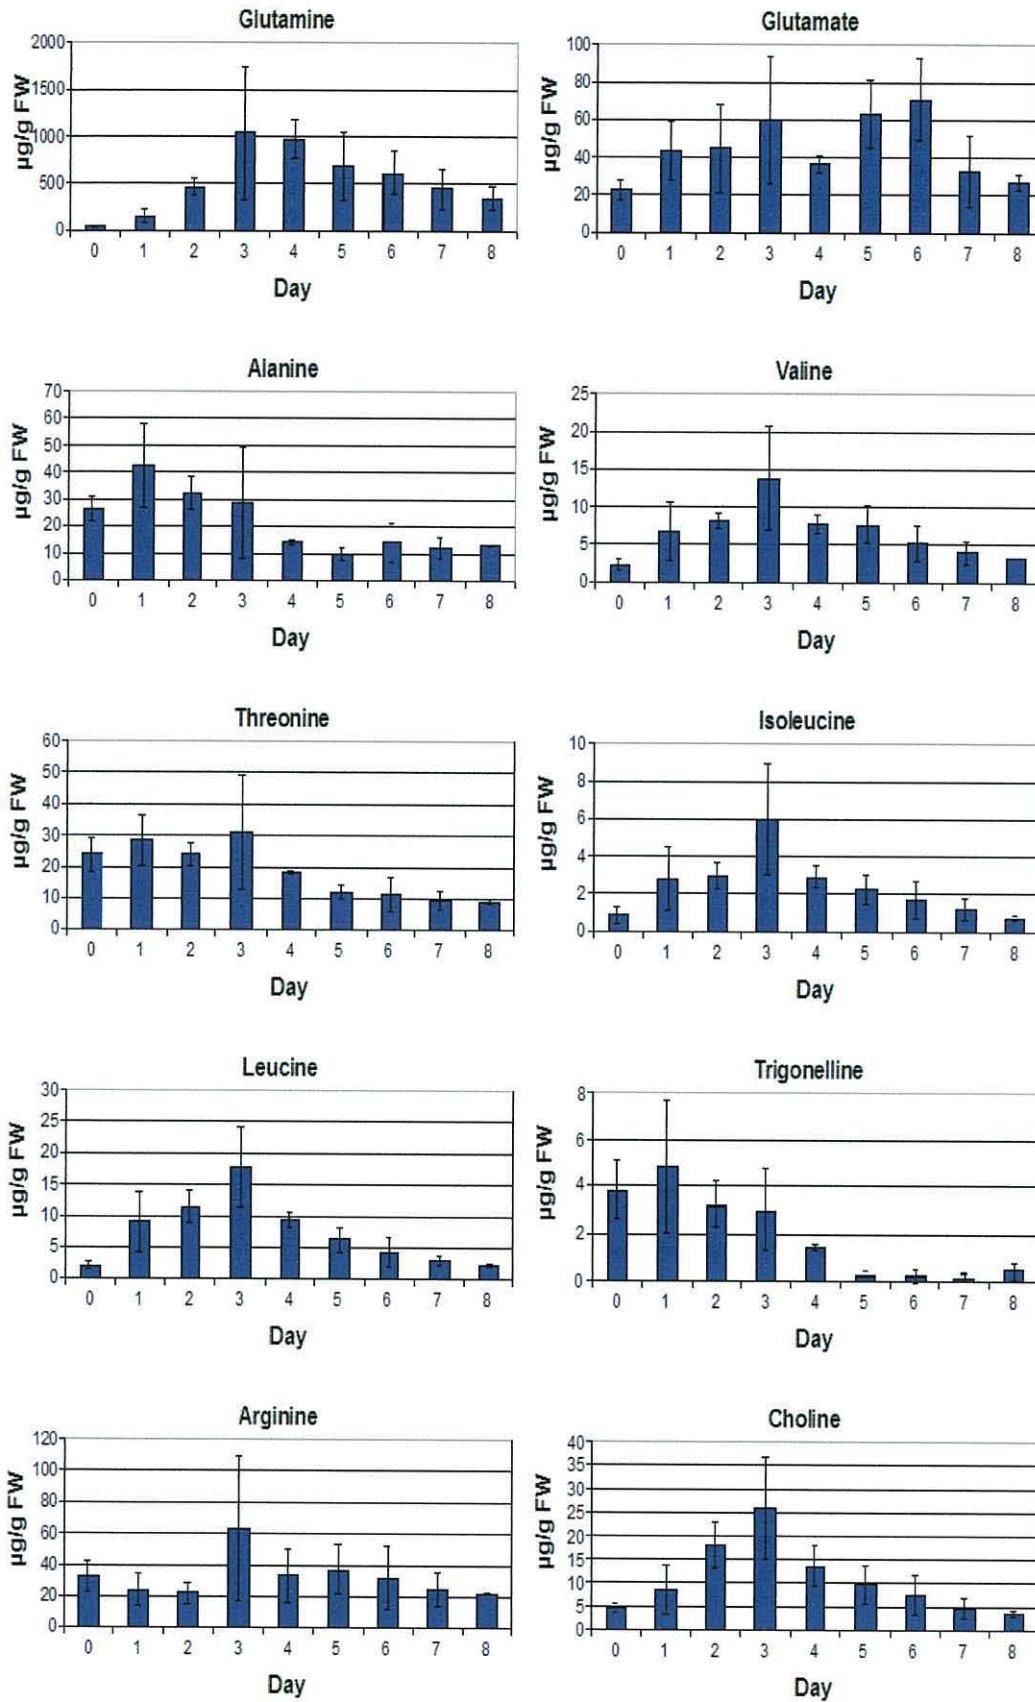 Glutamine
2000
1500
1000
500
0
µg/g FW
0 1 2 3 4 5 6 7 8
Day
Glutamate
100
80
60
40
20
0
µg/g FW
0 1 2 3 4 5 6 7 8
Day
Alanine
70
60
50
40
30
20
10
0
µg/g FW
0 1 2 3 4 5 6 7 8
Day
Valine
25
20
15
10
5
0
µg/g FW
0 1 2 3 4 5 6 7 8
Day
Threonine
60
50
40
30
20
10
0
µg/g FW
0 1 2 3 4 5 6 7 8
Day
Isoleucine
10
8
6
4
2
0
µg/g FW
0 1 2 3 4 5 6 7 8
Day
Leucine
30
25
20
15
10
5
0
µg/g FW
0 1 2 3 4 5 6 7 8
Day
Trigonelline
8
6
4
2
0
µg/g FW
0 1 2 3 4 5 6 7 8
Day
Arginine
120
100
80
60
40
20
0
µg/g FW
0 1 2 3 4 5 6 7 8
Day
Choline
40
35
30
25
20
15
10
5
0
µg/g FW
0 1 2 3 4 5 6 7 8
Day